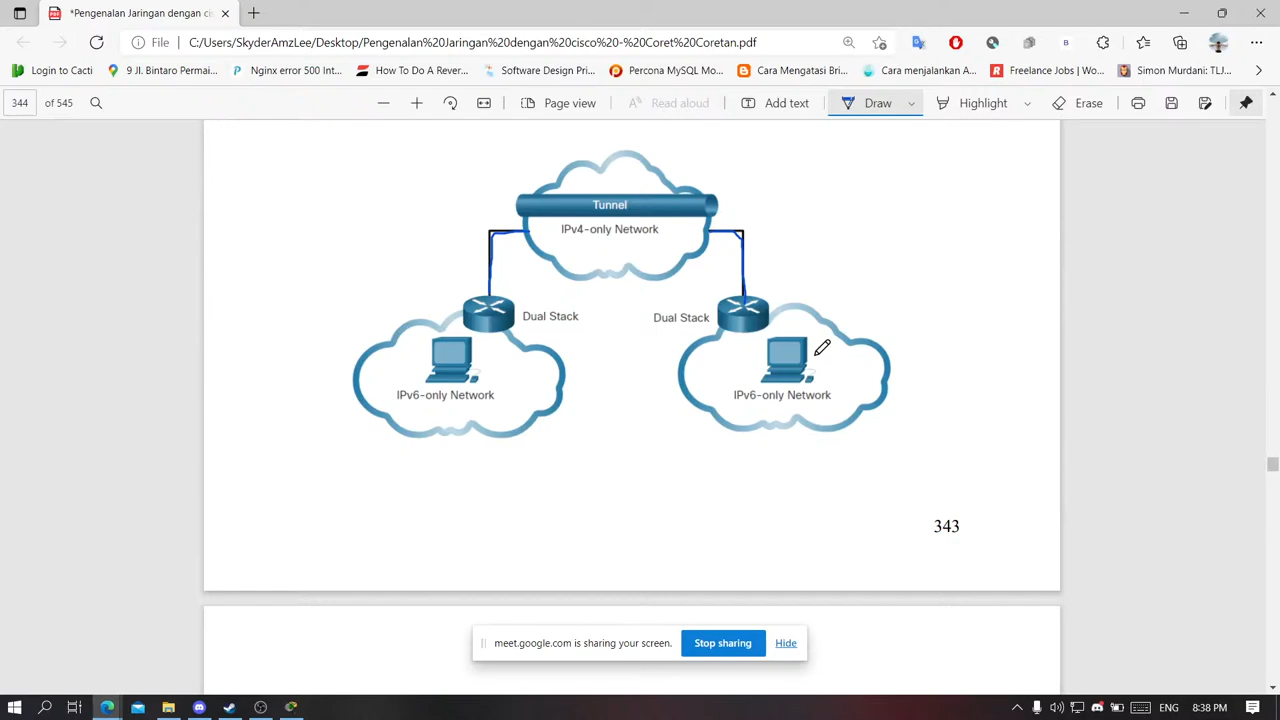 *Pengenalan Jaringan dengan cis
File
C:/Users/SkyderAmzLee/Desktop/Pengenalan%20Jaringan%20dengan%20cisco%20-%20Coret%20Coretan.pdf
Login to Cacti
9 Jl. Bintaro Permai...
Nginx error 500 Int...
How To Do A Rever...
Software Design Pri...
Percona MySQL Mo...
Cara Mengatasi Bri...
Cara menjalankan A...
Freelance Jobs | Wo...
Simon Mundani: TLJ...
344 of 545
Page view
Read aloud
Add text
Draw
Highlight
Erase
Tunnel
IPv4-only Network
Dual Stack
Dual Stack
IPv6-only Network
IPv6-only Network
343
meet.google.com is sharing your screen.
Stop sharing
Hide
ENG
8:38 PM